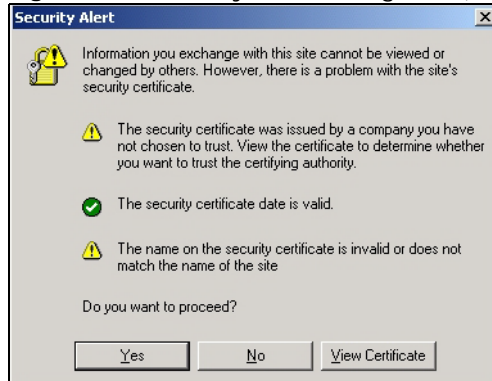 Security Alert
Information you exchange with this site cannot be viewed or
changed by others. However, there is a problem with the site's
security certificate.
The security certificate was issued by a company you have
not chosen to trust. View the certificate to determine whether
you want to trust the certifying authority.
The security certificate date is valid.
The name on the security certificate is invalid or does not
match the name of the site
Do you want to proceed?
Yes
No
View Certificate